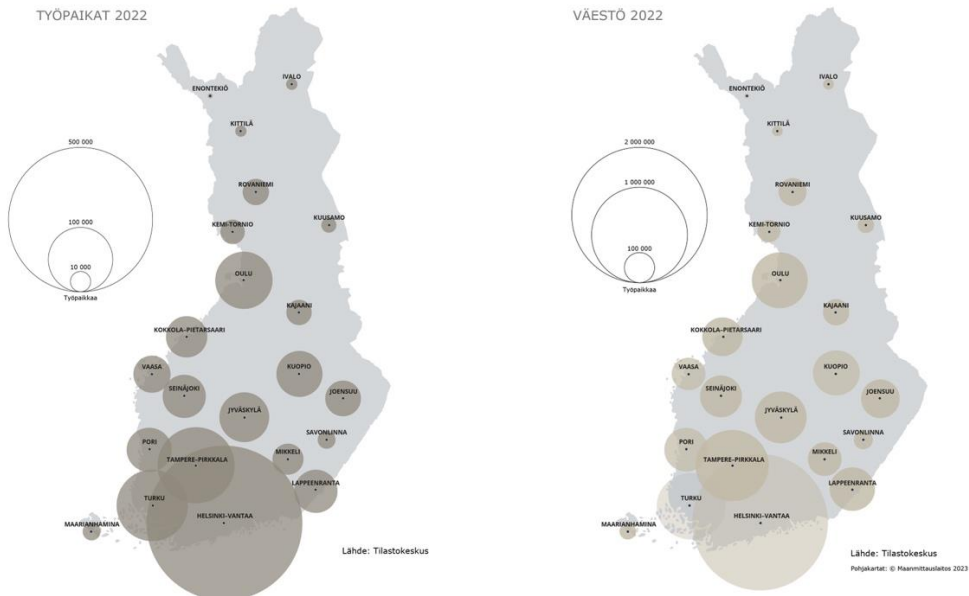 TYÖPAIKAT 2022
500 000
100 000
10 000
Työpaikkaa
IVALO
ENONTEKIÖ
KITTILÄ
ROVANIEMI
KEMI-TORNIO
KUUSAMO
OULU
KAJAANI
KOKKOLA-PIETARSAARI
VAASA
KUOPIO
SEINÄJOKI
JOENSUU
JYVÄSKYLÄ
SAVONLINNA
PORI
TAMPERE-PIRKKALA
MIKKELI
LAPPEENRANTA
TURKU
HELSINKI-VANTAA
MAARIANHAMINA
Lähde: Tilastokeskus
VÄESTÖ 2022
2 000 000
1 000 000
100 000
Työpaikkaa
IVALO
ENONTEKIÖ
KITTILÄ
ROVANIEMI
KEMI-TORNIO
KUUSAMO
OULU
KAJAANI
KOKKOLA-PIETARSAARI
VAASA
KUOPIO
SEINÄJOKI
JOENSUU
JYVÄSKYLÄ
SAVONLINNA
PORI
TAMPERE-PIRKKALA
MIKKELI
LAPPEENRANTA
TURKU
HELSINKI-VANTAA
MAARIANHAMINA
Lähde: Tilastokeskus
Pohjakartat: © Maanmittauslaitos 2023